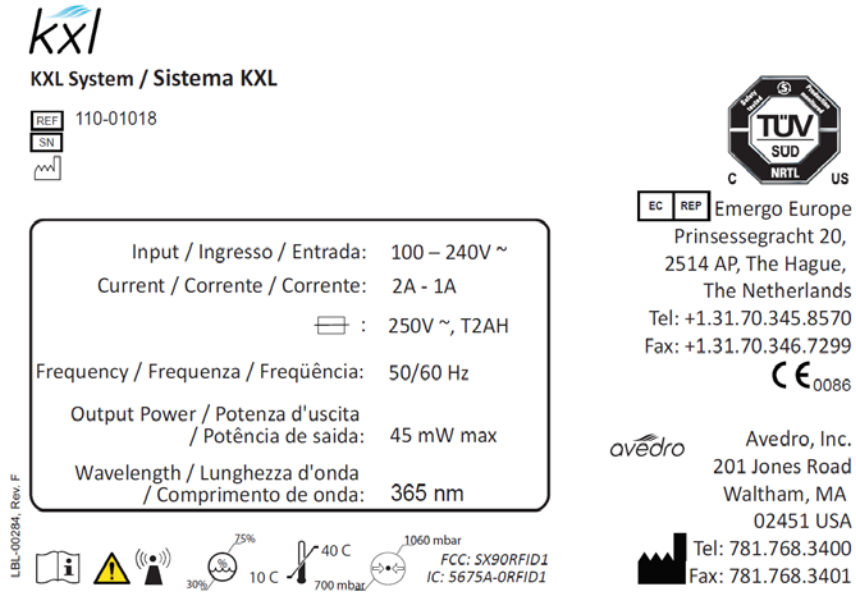 kxl
KXL System / Sistema KXL
REF 110-01018
SN
Input / Ingresso / Entrada: 100 – 240V ~
Current / Corrente / Corrente: 2A - 1A
: 250V ~, T2AH
Frequency / Frequenza / Freqüência: 50/60 Hz
Output Power / Potenza d'uscita
/ Potência de saida: 45 mW max
Wavelength / Lunghezza d'onda
/ Comprimento de onda: 365 nm
LBL-00284, Rev. F
i
75%
%
30%
40 C
10 C
1060 mbar
700 mbar
FCC: SX90RFID1
IC: 5675A-0RFID1
Safety tested
S
Production monitored
TÜV
SÜD
NRTL
C US
EC REP Emergo Europe
Prinsessegracht 20,
2514 AP, The Hague,
The Netherlands
Tel: +1.31.70.345.8570
Fax: +1.31.70.346.7299
CE0086
avedro
Avedro, Inc.
201 Jones Road
Waltham, MA
02451 USA
Tel: 781.768.3400
Fax: 781.768.3401